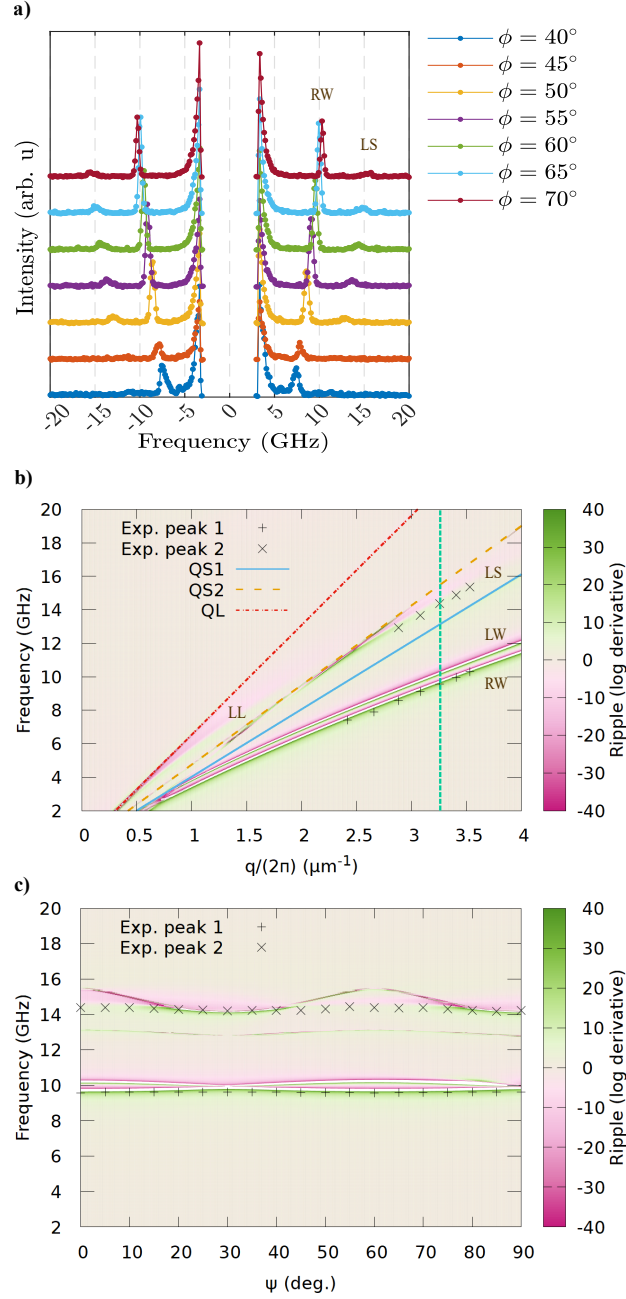 a)
RW
LS
Intensity (arb. u)
-20 -15 -10 -5 0 5 10 15 20
Frequency (GHz)
ϕ = 40°
ϕ = 45°
ϕ = 50°
ϕ = 55°
ϕ = 60°
ϕ = 65°
ϕ = 70°
b)
20
18
16
14
12
10
8
6
4
2
Frequency (GHz)
Exp. peak 1
Exp. peak 2
QS1
QS2
QL
LS
LW
RW
LL
0 0.5 1 1.5 2 2.5 3 3.5 4
q/(2π) (μm⁻¹)
40
30
20
10
0
-10
-20
-30
-40
Ripple (log derivative)
c)
20
18
16
14
12
10
8
6
4
2
Frequency (GHz)
Exp. peak 1
Exp. peak 2
0 10 20 30 40 50 60 70 80 90
ψ (deg.)
40
30
20
10
0
-10
-20
-30
-40
Ripple (log derivative)